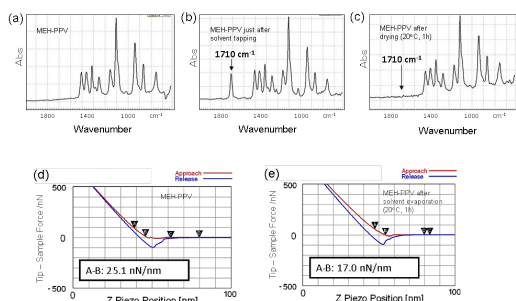 (a)
MEH-PPV
Abs
1800
1400
1000
cm⁻¹
Wavenumber
(b)
MEH-PPV just after
solvent tapping
1710 cm⁻¹
Abs
1800
1400
1000
cm⁻¹
Wavenumber
(c)
MEH-PPV after
drying (20°C, 1h)
1710 cm⁻¹
Abs
1800
1400
1000
cm⁻¹
Wavenumber
(d)
Approach
Release
500
MEH-PPV
0
Tip – Sample Force /nN
A-B: 25.1 nN/nm
-500
0
100
Z Piezo Position [nm]
(e)
Approach
Release
500
MEH-PPV after
solvent evaporation
(20°C, 1h)
0
Tip – Sample Force /nN
A-B: 17.0 nN/nm
-500
0
100
Z Piezo Position [nm]